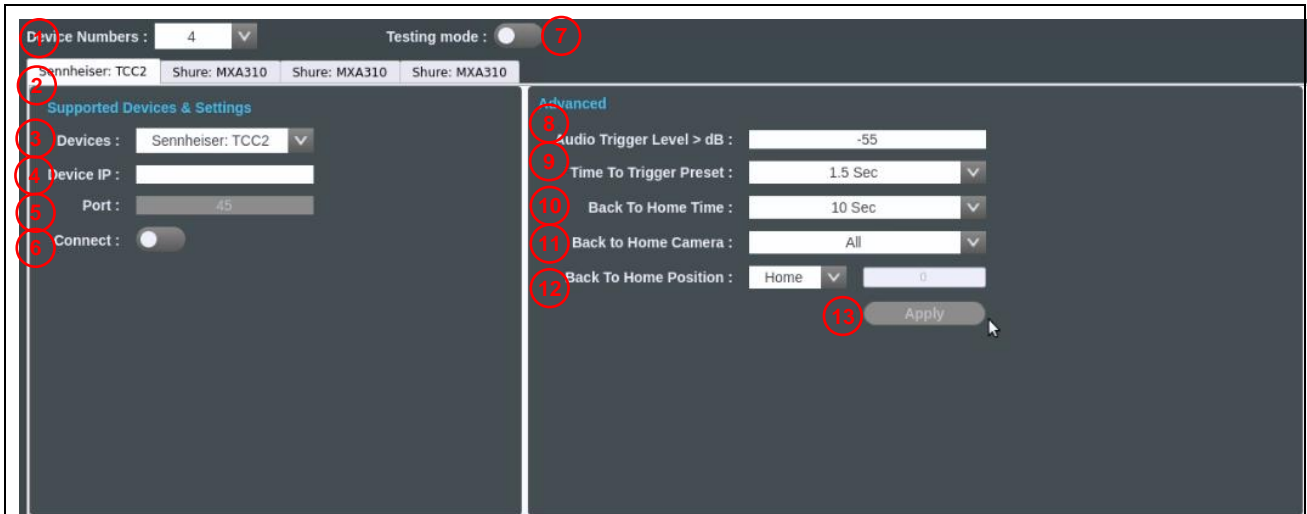 1 Device Numbers : 4 Testing mode : 7
Sennheiser: TCC2 Shure: MXA310 Shure: MXA310 Shure: MXA310
2
Supported Devices & Settings
3 Devices : Sennheiser: TCC2
4 Device IP :
5 Port : 45
6 Connect :
Advanced
8 Audio Trigger Level > dB : -55
9 Time To Trigger Preset : 1.5 Sec
10 Back To Home Time : 10 Sec
11 Back to Home Camera : All
12 Back To Home Position : Home 0
13 Apply